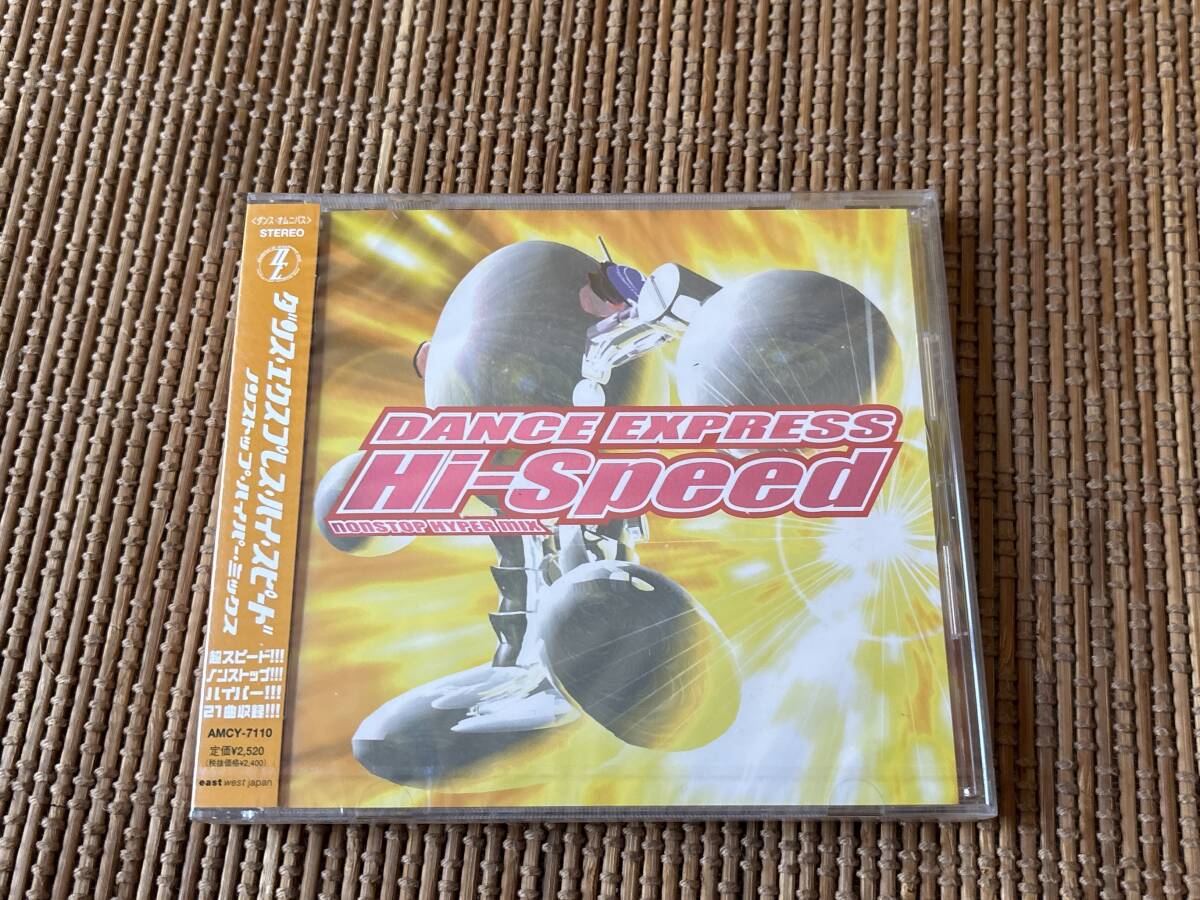 <ダンス・オムニバス>
STEREO
ダンス・エクスプレス・ハイ・スピード
ノンストップ・ハイパー・ミックス
超スピード!!!
ノンストップ!!!
ハイパー!!!
21曲収録!!!
AMCY-7110
定価¥2,520
(税抜価格¥2,400)
east west japan
DANCE EXPRESS
Hi-Speed
NONSTOP HYPER MIX